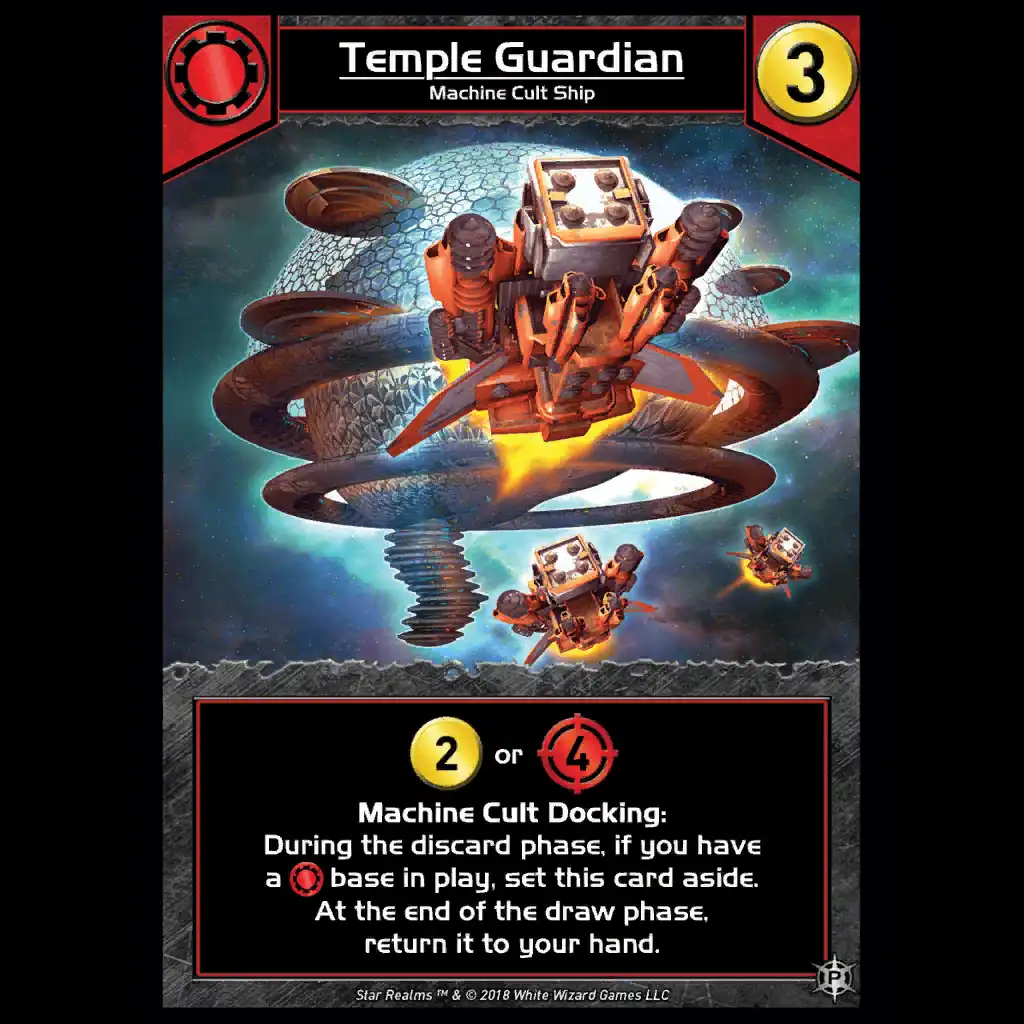 Temple Guardian
3
Machine Cult Ship
2 or 4
Machine Cult Docking:
During the discard phase, if you have
a base in play, set this card aside.
At the end of the draw phase,
return it to your hand.
P
Star Realms ™ & © 2018 White Wizard Games LLC